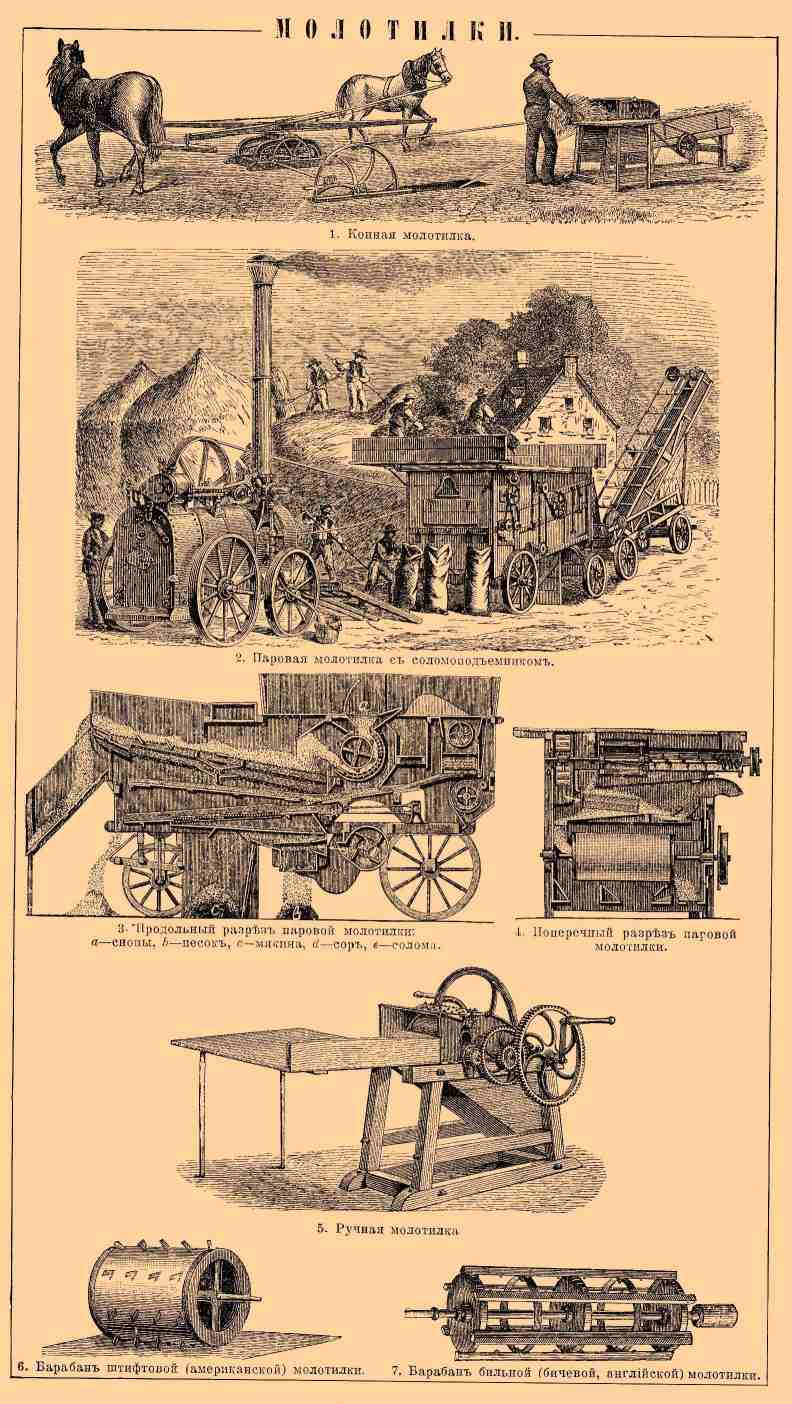 МОЛОТИЛКИ.
1. Конная молотилка.
2. Паровая молотилка съ соломоподъемникомъ.
3. Продольный разрѣзъ паровой молотилки:
а—снопы, b—песокъ, c—мякина, d—соръ, e—солома.
4. Поперечный разрѣзъ паровой
молотилки.
5. Ручная молотилка
6. Барабанъ штифтовой (американской) молотилки.
7. Барабанъ бильной (бичевой, англійской) молотилки.